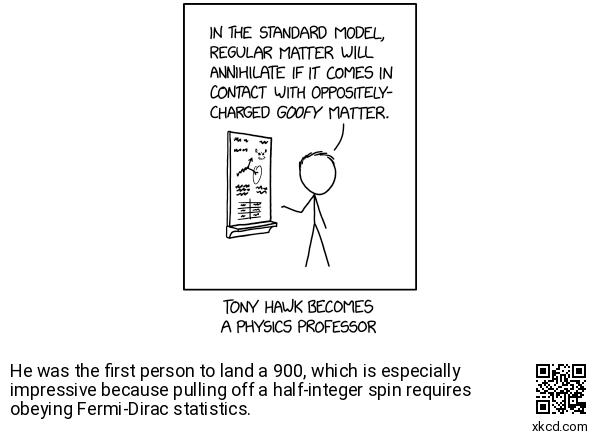 IN THE STANDARD MODEL,
REGULAR MATTER WILL
ANNIHILATE IF IT COMES IN
CONTACT WITH OPPOSITELY-
CHARGED GOOFY MATTER.
TONY HAWK BECOMES
A PHYSICS PROFESSOR
He was the first person to land a 900, which is especially
impressive because pulling off a half-integer spin requires
obeying Fermi-Dirac statistics.
xkcd.com